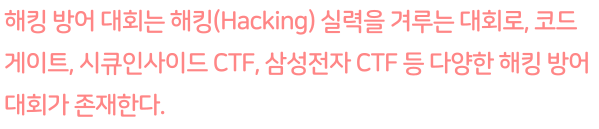 해킹 방어 대회는 해킹(Hacking) 실력을 겨루는 대회로, 코드
게이트, 시큐인사이드 CTF, 삼성전자 CTF 등 다양한 해킹 방어
대회가 존재한다.